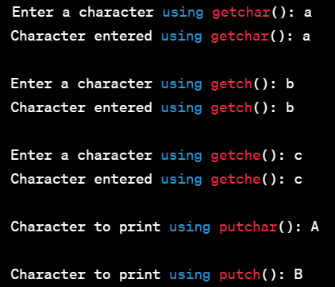 Enter a character using getchar(): a
Character entered using getchar(): a
Enter a character using getch(): b
Character entered using getch(): b
Enter a character using getche(): c
Character entered using getche(): c
Character to print using putchar(): A
Character to print using putch(): B